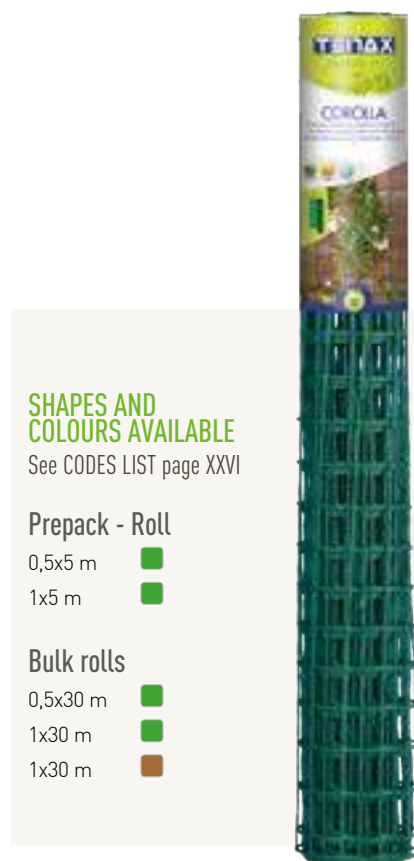 TENAX
COROLLA
SHAPES AND
COLOURS AVAILABLE
See CODES LIST page XXVI
Prepack - Roll
0,5x5 m
1x5 m
Bulk rolls
0,5x30 m
1x30 m
1x30 m